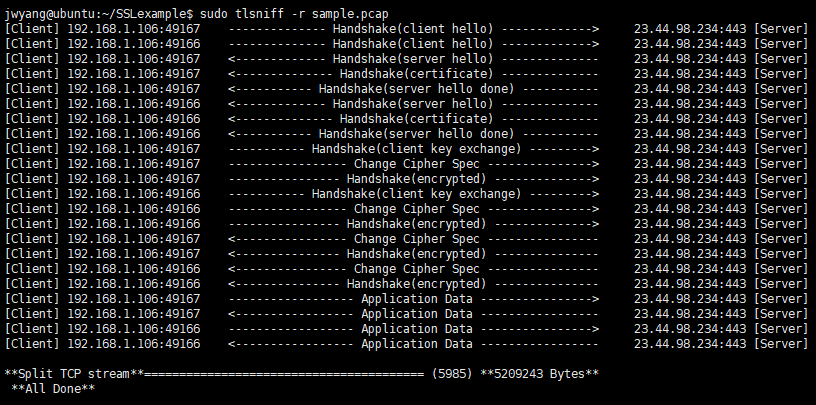 jwyang@ubuntu:~/SSLexample$ sudo tlsniff -r sample.pcap
[Client] 192.168.1.106:49167    -------------- Handshake(client hello) ------------->     23.44.98.234:443 [Server]
[Client] 192.168.1.106:49166    -------------- Handshake(client hello) ------------->     23.44.98.234:443 [Server]
[Client] 192.168.1.106:49167    <------------- Handshake(server hello) --------------     23.44.98.234:443 [Server]
[Client] 192.168.1.106:49167    <-------------- Handshake(certificate) --------------     23.44.98.234:443 [Server]
[Client] 192.168.1.106:49167    <----------- Handshake(server hello done) -----------     23.44.98.234:443 [Server]
[Client] 192.168.1.106:49166    <------------- Handshake(server hello) --------------     23.44.98.234:443 [Server]
[Client] 192.168.1.106:49166    <-------------- Handshake(certificate) --------------     23.44.98.234:443 [Server]
[Client] 192.168.1.106:49166    <----------- Handshake(server hello done) -----------     23.44.98.234:443 [Server]
[Client] 192.168.1.106:49167    ----------- Handshake(client key exchange) --------->     23.44.98.234:443 [Server]
[Client] 192.168.1.106:49167    ----------------- Change Cipher Spec --------------->     23.44.98.234:443 [Server]
[Client] 192.168.1.106:49167    ---------------- Handshake(encrypted) -------------->     23.44.98.234:443 [Server]
[Client] 192.168.1.106:49166    ----------- Handshake(client key exchange) --------->     23.44.98.234:443 [Server]
[Client] 192.168.1.106:49166    ----------------- Change Cipher Spec --------------->     23.44.98.234:443 [Server]
[Client] 192.168.1.106:49166    ---------------- Handshake(encrypted) -------------->     23.44.98.234:443 [Server]
[Client] 192.168.1.106:49167    <---------------- Change Cipher Spec ----------------     23.44.98.234:443 [Server]
[Client] 192.168.1.106:49167    <--------------- Handshake(encrypted) ---------------     23.44.98.234:443 [Server]
[Client] 192.168.1.106:49166    <---------------- Change Cipher Spec ----------------     23.44.98.234:443 [Server]
[Client] 192.168.1.106:49166    <--------------- Handshake(encrypted) ---------------     23.44.98.234:443 [Server]
[Client] 192.168.1.106:49167    ------------------ Application Data ---------------->     23.44.98.234:443 [Server]
[Client] 192.168.1.106:49167    <----------------- Application Data -----------------     23.44.98.234:443 [Server]
[Client] 192.168.1.106:49166    ------------------ Application Data ---------------->     23.44.98.234:443 [Server]
[Client] 192.168.1.106:49166    <----------------- Application Data -----------------     23.44.98.234:443 [Server]
**Split TCP stream**======================================== (5985) **5209243 Bytes**
**All Done**